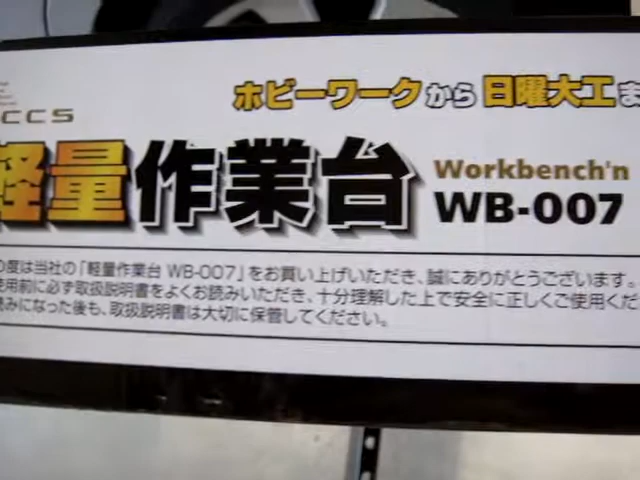 CCS
ホビーワークから日曜大工ま
軽量作業台
Workbench'n
WB-007
の度は当社の「軽量作業台 WB-007」をお買い上げいただき、誠にありがとうございます。
使用前に必ず取扱説明書をよくお読みいただき、十分理解した上で安全に正しくご使用くだ
読みになった後も、取扱説明書は大切に保管してください。